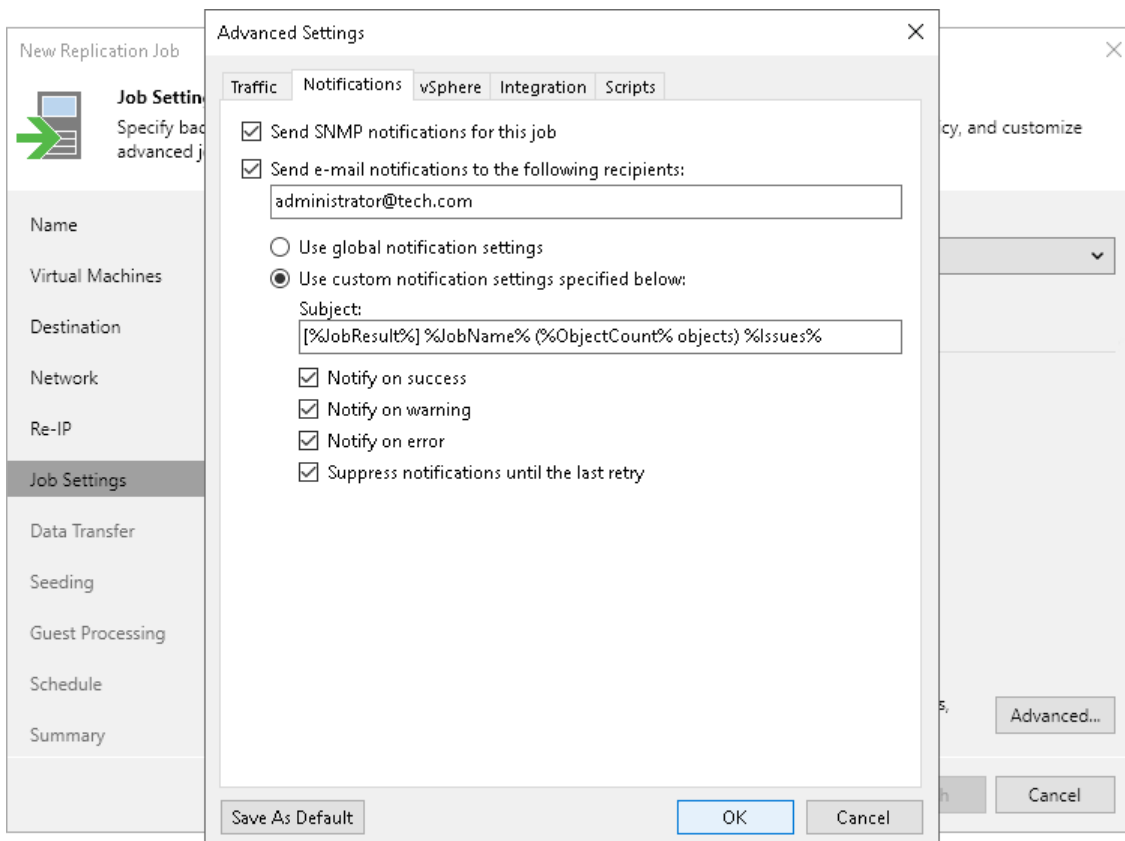 New Replication Job
Job Settin
Specify bac
advanced j
icy, and customize
Name
Virtual Machines
Destination
Network
Re-IP
Job Settings
Data Transfer
Seeding
Guest Processing
Schedule
Summary
Advanced Settings
Traffic Notifications vSphere Integration Scripts
Send SNMP notifications for this job
Send e-mail notifications to the following recipients:
administrator@tech.com
Use global notification settings
Use custom notification settings specified below:
Subject:
[%JobResult%] %JobName% (%ObjectCount% objects) %Issues%
Notify on success
Notify on warning
Notify on error
Suppress notifications until the last retry
Save As Default
OK
Cancel
s,
Advanced...
h
Cancel